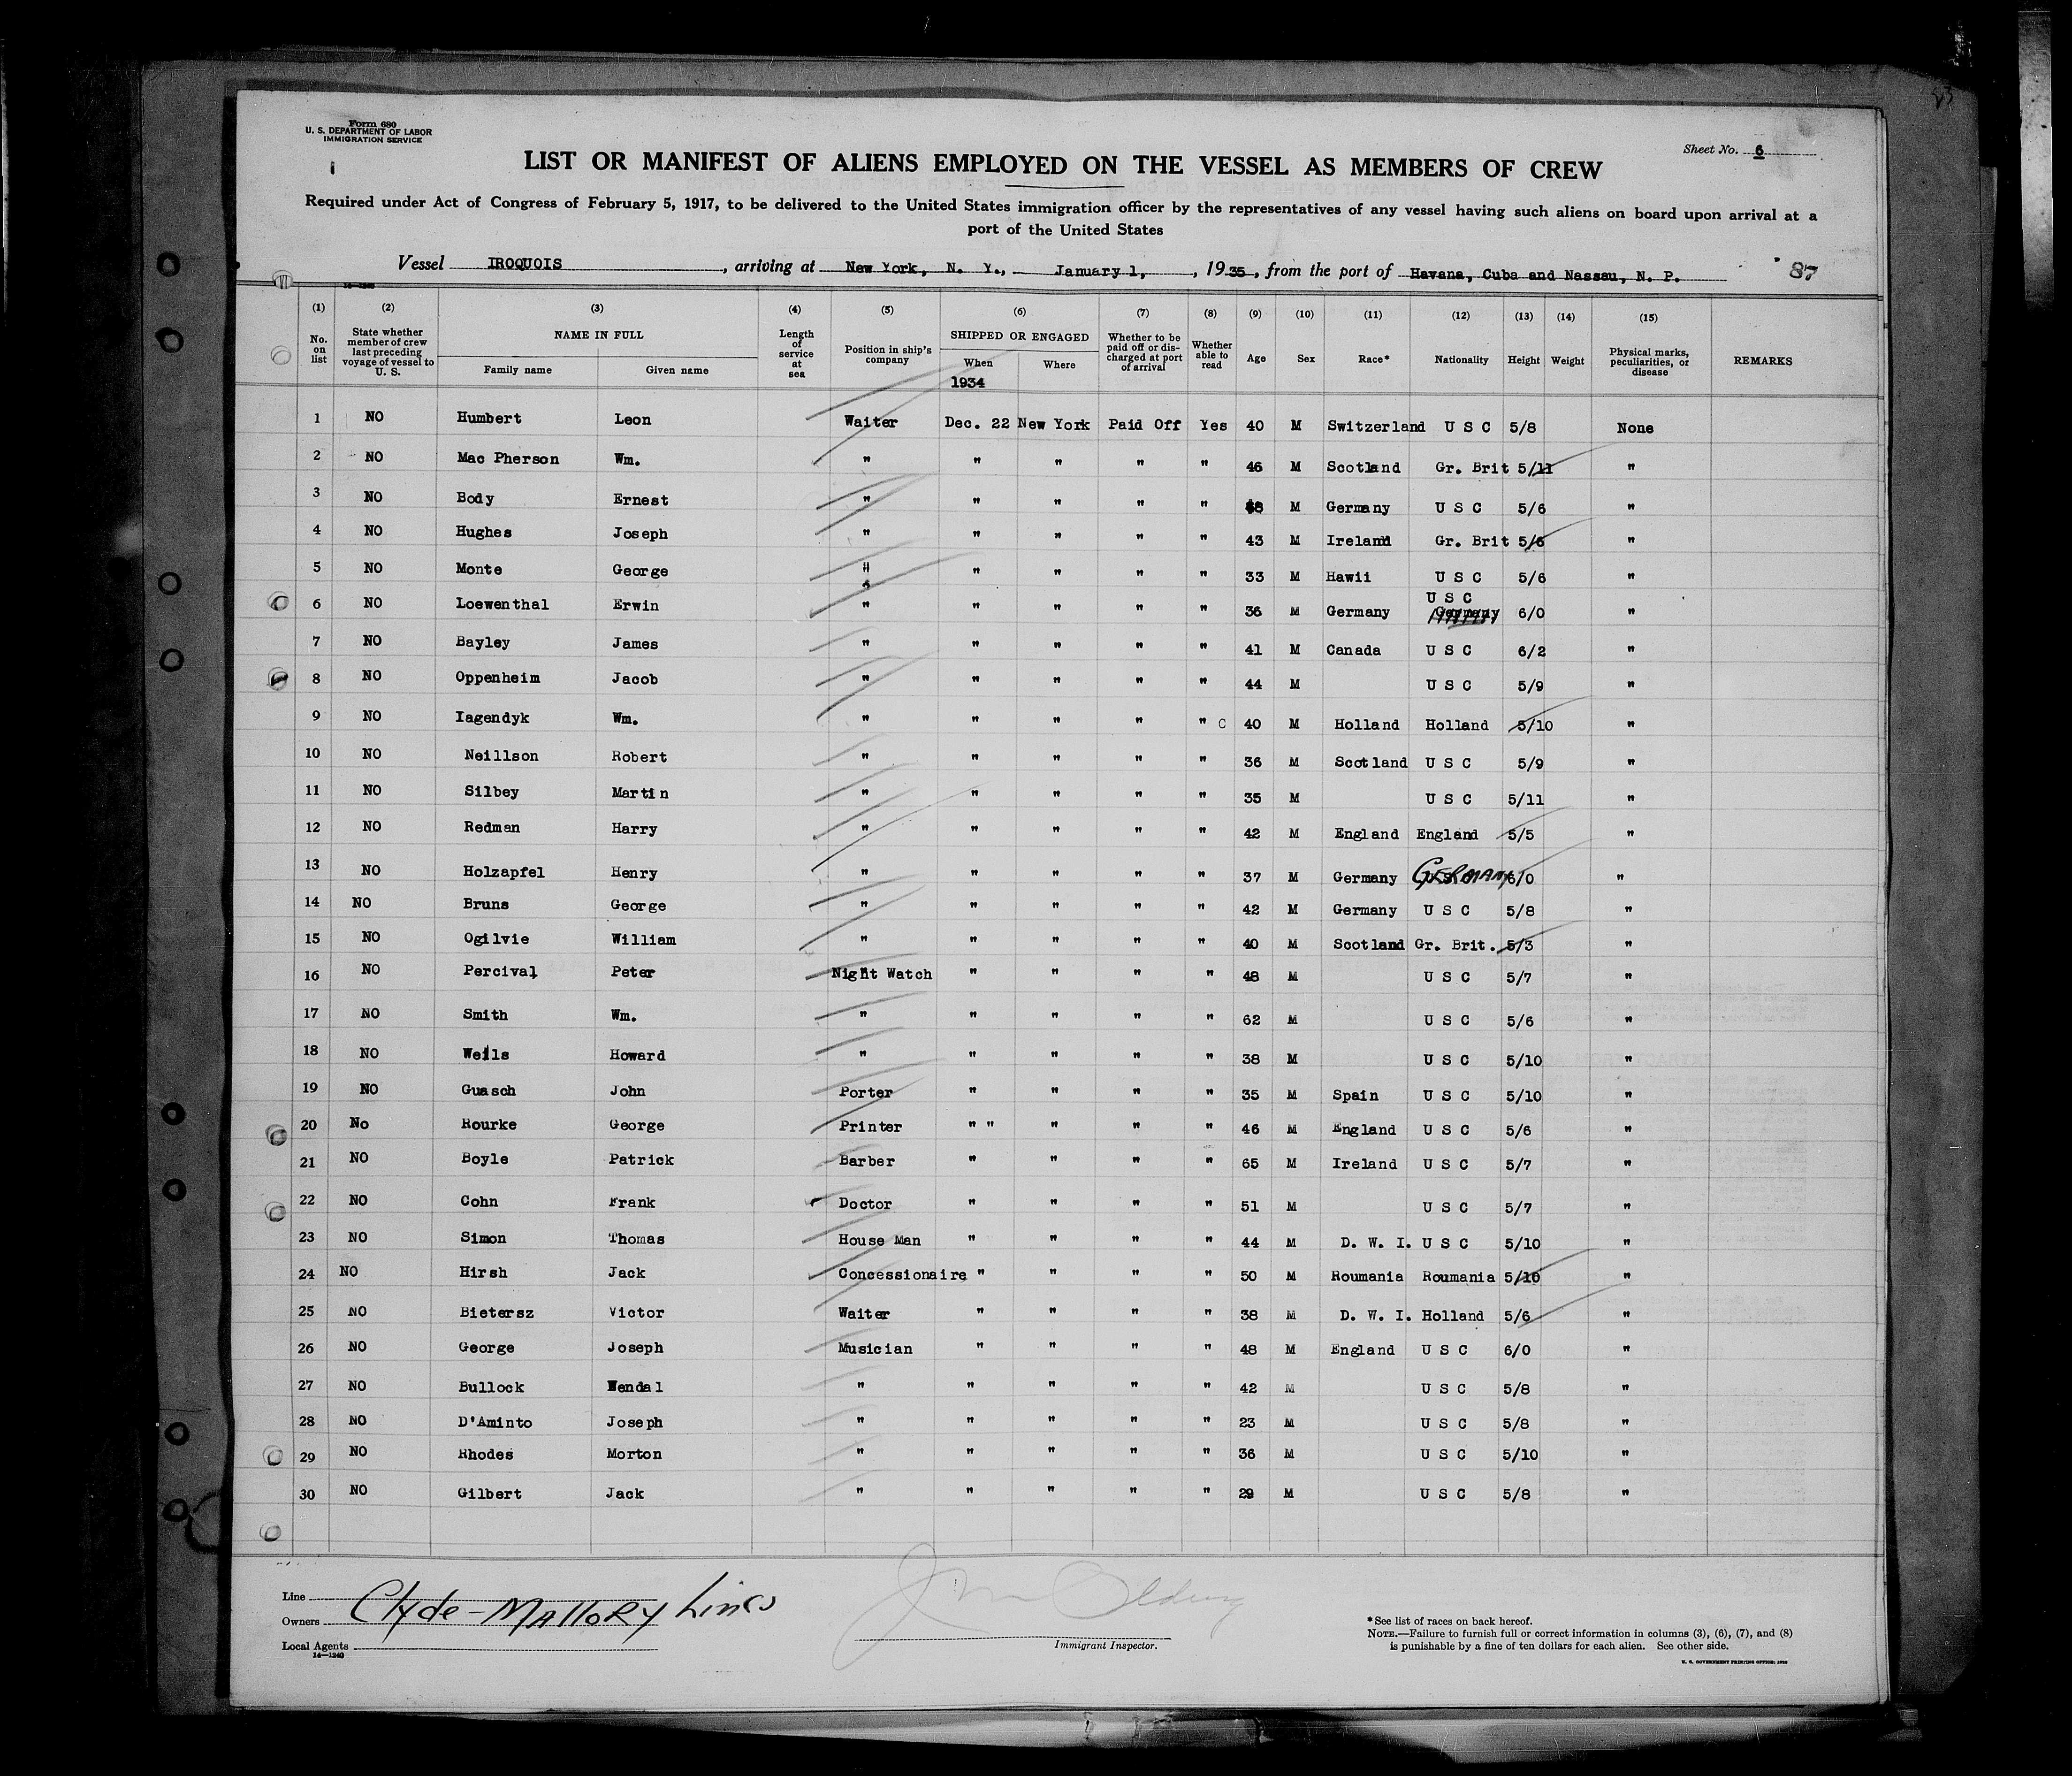 Form 680
U. S. DEPARTMENT OF LABOR
IMMIGRATION SERVICE
Sheet No. 6
LIST OR MANIFEST OF ALIENS EMPLOYED ON THE VESSEL AS MEMBERS OF CREW
Required under Act of Congress of February 5, 1917, to be delivered to the United States immigration officer by the representatives of any vessel having such aliens on board upon arrival at a
port of the United States
Vessel IROQUOIS, arriving at New York, N. Y., January 1, , 1935, from the port of Havana, Cuba and Nassau, N. P. 87
(1) (2) (3) (4) (5) (6) (7) (8) (9) (10) (11) (12) (13) (14) (15)
No. on list | State whether member of crew last preceding voyage of vessel to U. S. | NAME IN FULL Family name Given name | Length of service at sea | Position in ship's company | SHIPPED OR ENGAGED When Where | Whether to be paid off or discharged at port of arrival | Whether able to read | Age | Sex | Race* | Nationality | Height | Weight | Physical marks, peculiarities, or disease | REMARKS
1934
1 NO Humbert Leon Waiter Dec. 22 New York Paid Off Yes 40 M Switzerland U S C 5/8 None
2 NO Mac Pherson Wm. " " " " " 46 M Scotland Gr. Brit 5/11 "
3 NO Body Ernest " " " " " M Germany U S C 5/6 "
4 NO Hughes Joseph " " " " " 43 M Ireland Gr. Brit 5/6 "
5 NO Monte George " " " " " 33 M Hawii U S C 5/6 "
6 NO Loewenthal Erwin " " " " " 36 M Germany U S C Germany 6/0 "
7 NO Bayley James " " " " " 41 M Canada U S C 6/2 "
8 NO Oppenheim Jacob " " " " " 44 M U S C 5/9 "
9 NO Iagendyk Wm. " " " " " C 40 M Holland Holland 5/10 "
10 NO Neillson Robert " " " " " 36 M Scotland U S C 5/9 "
11 NO Silbey Martin " " " " " 35 M U S C 5/11 "
12 NO Redman Harry " " " " " 42 M England England 5/5 "
13 NO Holzapfel Henry " " " " " 37 M Germany GERMANY 6/0 "
14 NO Bruns George " " " " " 42 M Germany U S C 5/8 "
15 NO Ogilvie William " " " " " 40 M Scotland Gr. Brit. 5/3 "
16 NO Percival Peter Night Watch " " " " 48 M U S C 5/7 "
17 NO Smith Wm. " " " " " 62 M U S C 5/6 "
18 NO Wells Howard " " " " " 38 M U S C 5/10 "
19 NO Guasch John Porter " " " " 35 M Spain U S C 5/10 "
20 No Rourke George Printer " " " " " 46 M England U S C 5/6 "
21 NO Boyle Patrick Barber " " " " 65 M Ireland U S C 5/7 "
22 NO Cohn Frank Doctor " " " " 51 M U S C 5/7 "
23 NO Simon Thomas House Man " " " " 44 M D. W. I. U S C 5/10 "
24 NO Hirsh Jack Concessionaire " " " " 50 M Roumania Roumania 5/10 "
25 NO Bietersz Victor Waiter " " " " 38 M D. W. I. Holland 5/6 "
26 NO George Joseph Musician " " " " 48 M England U S C 6/0 "
27 NO Bullock Wendal " " " " " 42 M U S C 5/8 "
28 NO D'Aminto Joseph " " " " " 23 M U S C 5/8 "
29 NO Rhodes Morton " " " " " 36 M U S C 5/10 "
30 NO Gilbert Jack " " " " " 29 M U S C 5/8 "
Line
Owners Clyde-Mallory Lines
Local Agents
14—1240
Immigrant Inspector.
*See list of races on back hereof.
NOTE.—Failure to furnish full or correct information in columns (3), (6), (7), and (8)
is punishable by a fine of ten dollars for each alien. See other side.